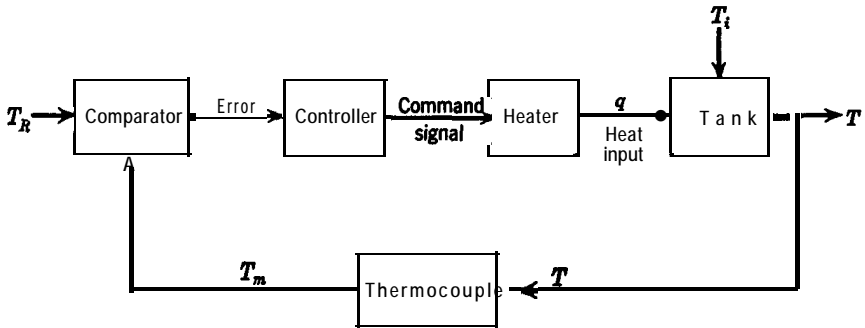 T_i
T_R
Comparator
Error
Controller
Command
signal
Heater
q
Heat
input
Tank
T
A
T_m
Thermocouple
T